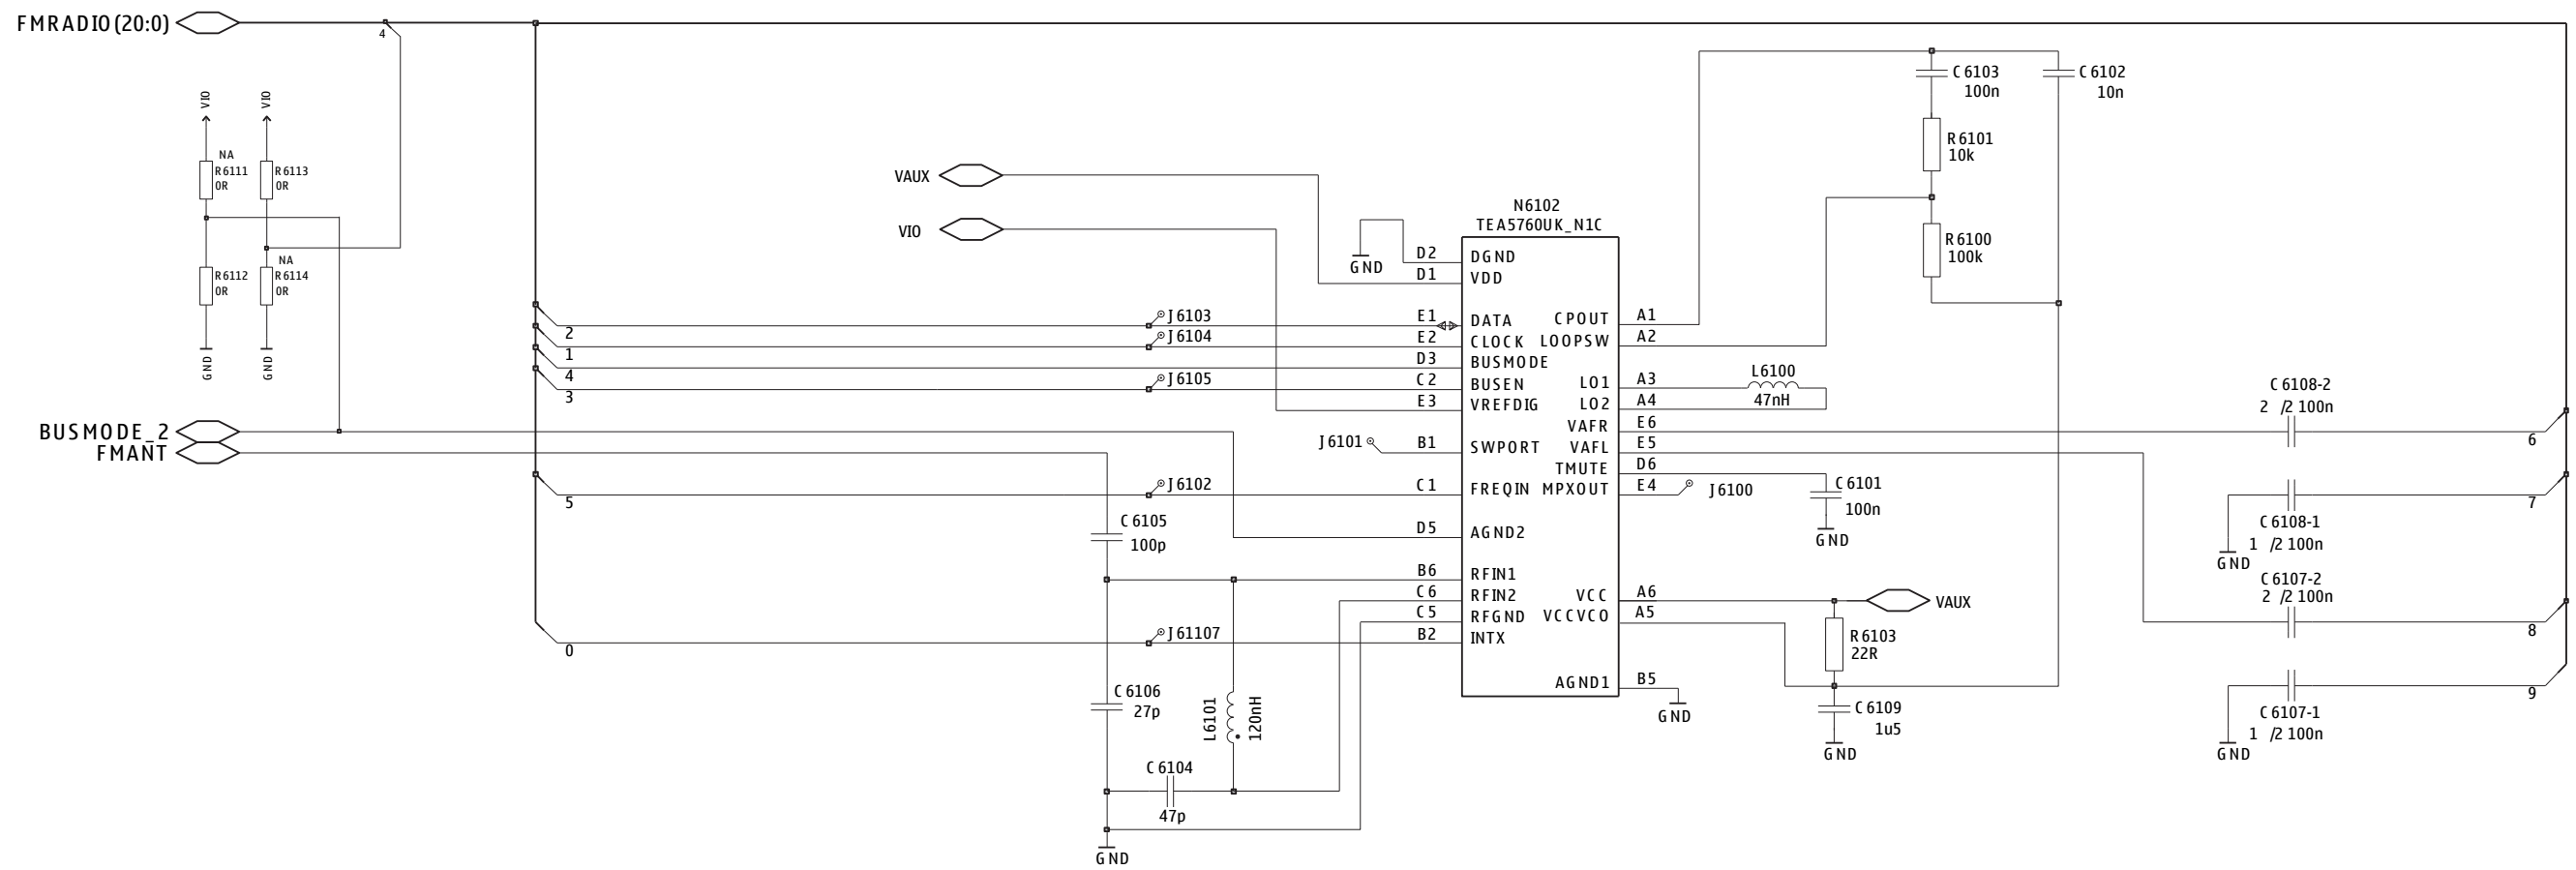 FMRADIO(20:0)
4
VIO
VIO
NA
R6111
0R
R6113
0R
R6112
0R
NA
R6114
0R
GND
GND
BUSMODE_2
FMANT
2
1
4
3
5
0
VAUX
VIO
J6103
J6104
J6105
J6101
J6102
J61107
C6105
100p
C6106
27p
L6101
120nH
C6104
47p
GND
GND
N6102
TEA5760UK_N1C
D2 DGND
D1 VDD
E1 DATA
E2 CLOCK
D3 BUSMODE
C2 BUSEN
E3 VREFDIG
B1 SWPORT
C1 FREQIN
D5 AGND2
B6 RFIN1
C6 RFIN2
C5 RFGND
B2 INTX
CPOUT A1
LOOPSW A2
LO1 A3
LO2 A4
VAFR E6
VAFL E5
TMUTE D6
MPXOUT E4
VCC A6
VCCVCO A5
AGND1 B5
GND
C6103
100n
C6102
10n
R6101
10k
R6100
100k
L6100
47nH
J6100
C6101
100n
GND
VAUX
R6103
22R
C6109
1u5
GND
C6108-2
2 /2 100n
6
C6108-1
1 /2 100n
GND
7
C6107-2
2 /2 100n
8
C6107-1
1 /2 100n
GND
9